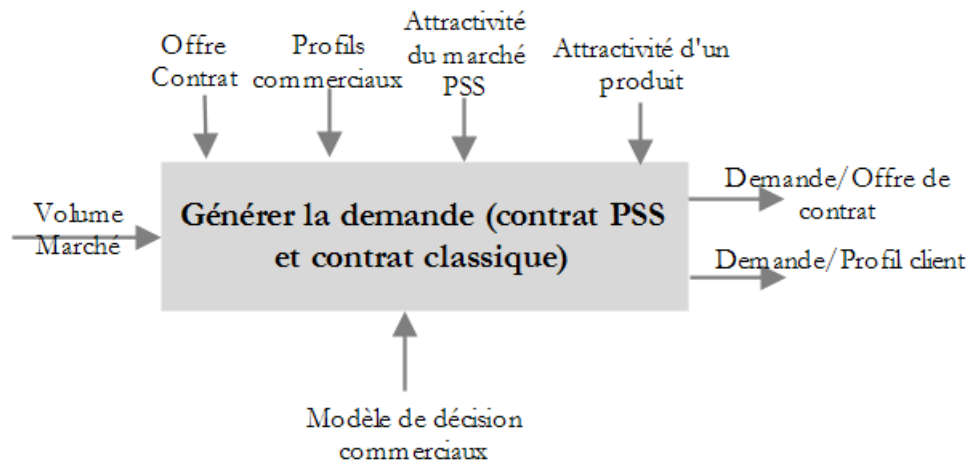 Offre
Contrat
Profils
commerciaux
Attractivité
du marché
PSS
Attractivité d'un
produit
Volume
Marché
Générer la demande (contrat PSS
et contrat classique)
Demande/Offre de
contrat
Demande/Profil client
Modèle de décision
commerciaux